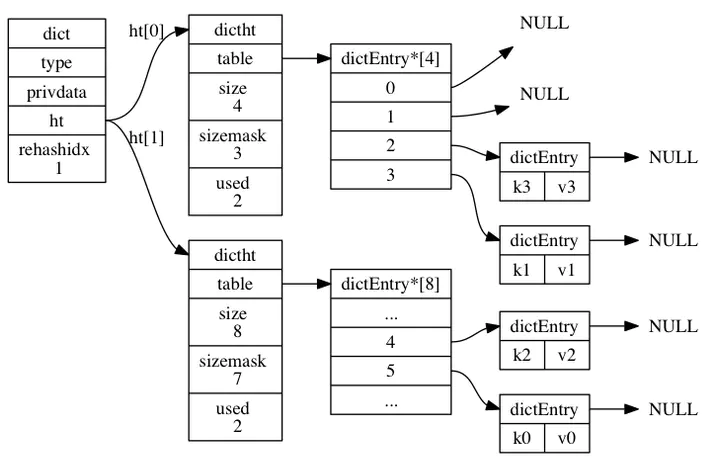 dict
type
privdata
ht
rehashidx
1
ht[0]
ht[1]
dictht
table
size
4
sizemask
3
used
2
dictEntry*[4]
0
1
2
3
NULL
NULL
dictEntry
k3 v3
NULL
dictEntry
k1 v1
NULL
dictht
table
size
8
sizemask
7
used
2
dictEntry*[8]
...
4
5
...
dictEntry
k2 v2
NULL
dictEntry
k0 v0
NULL